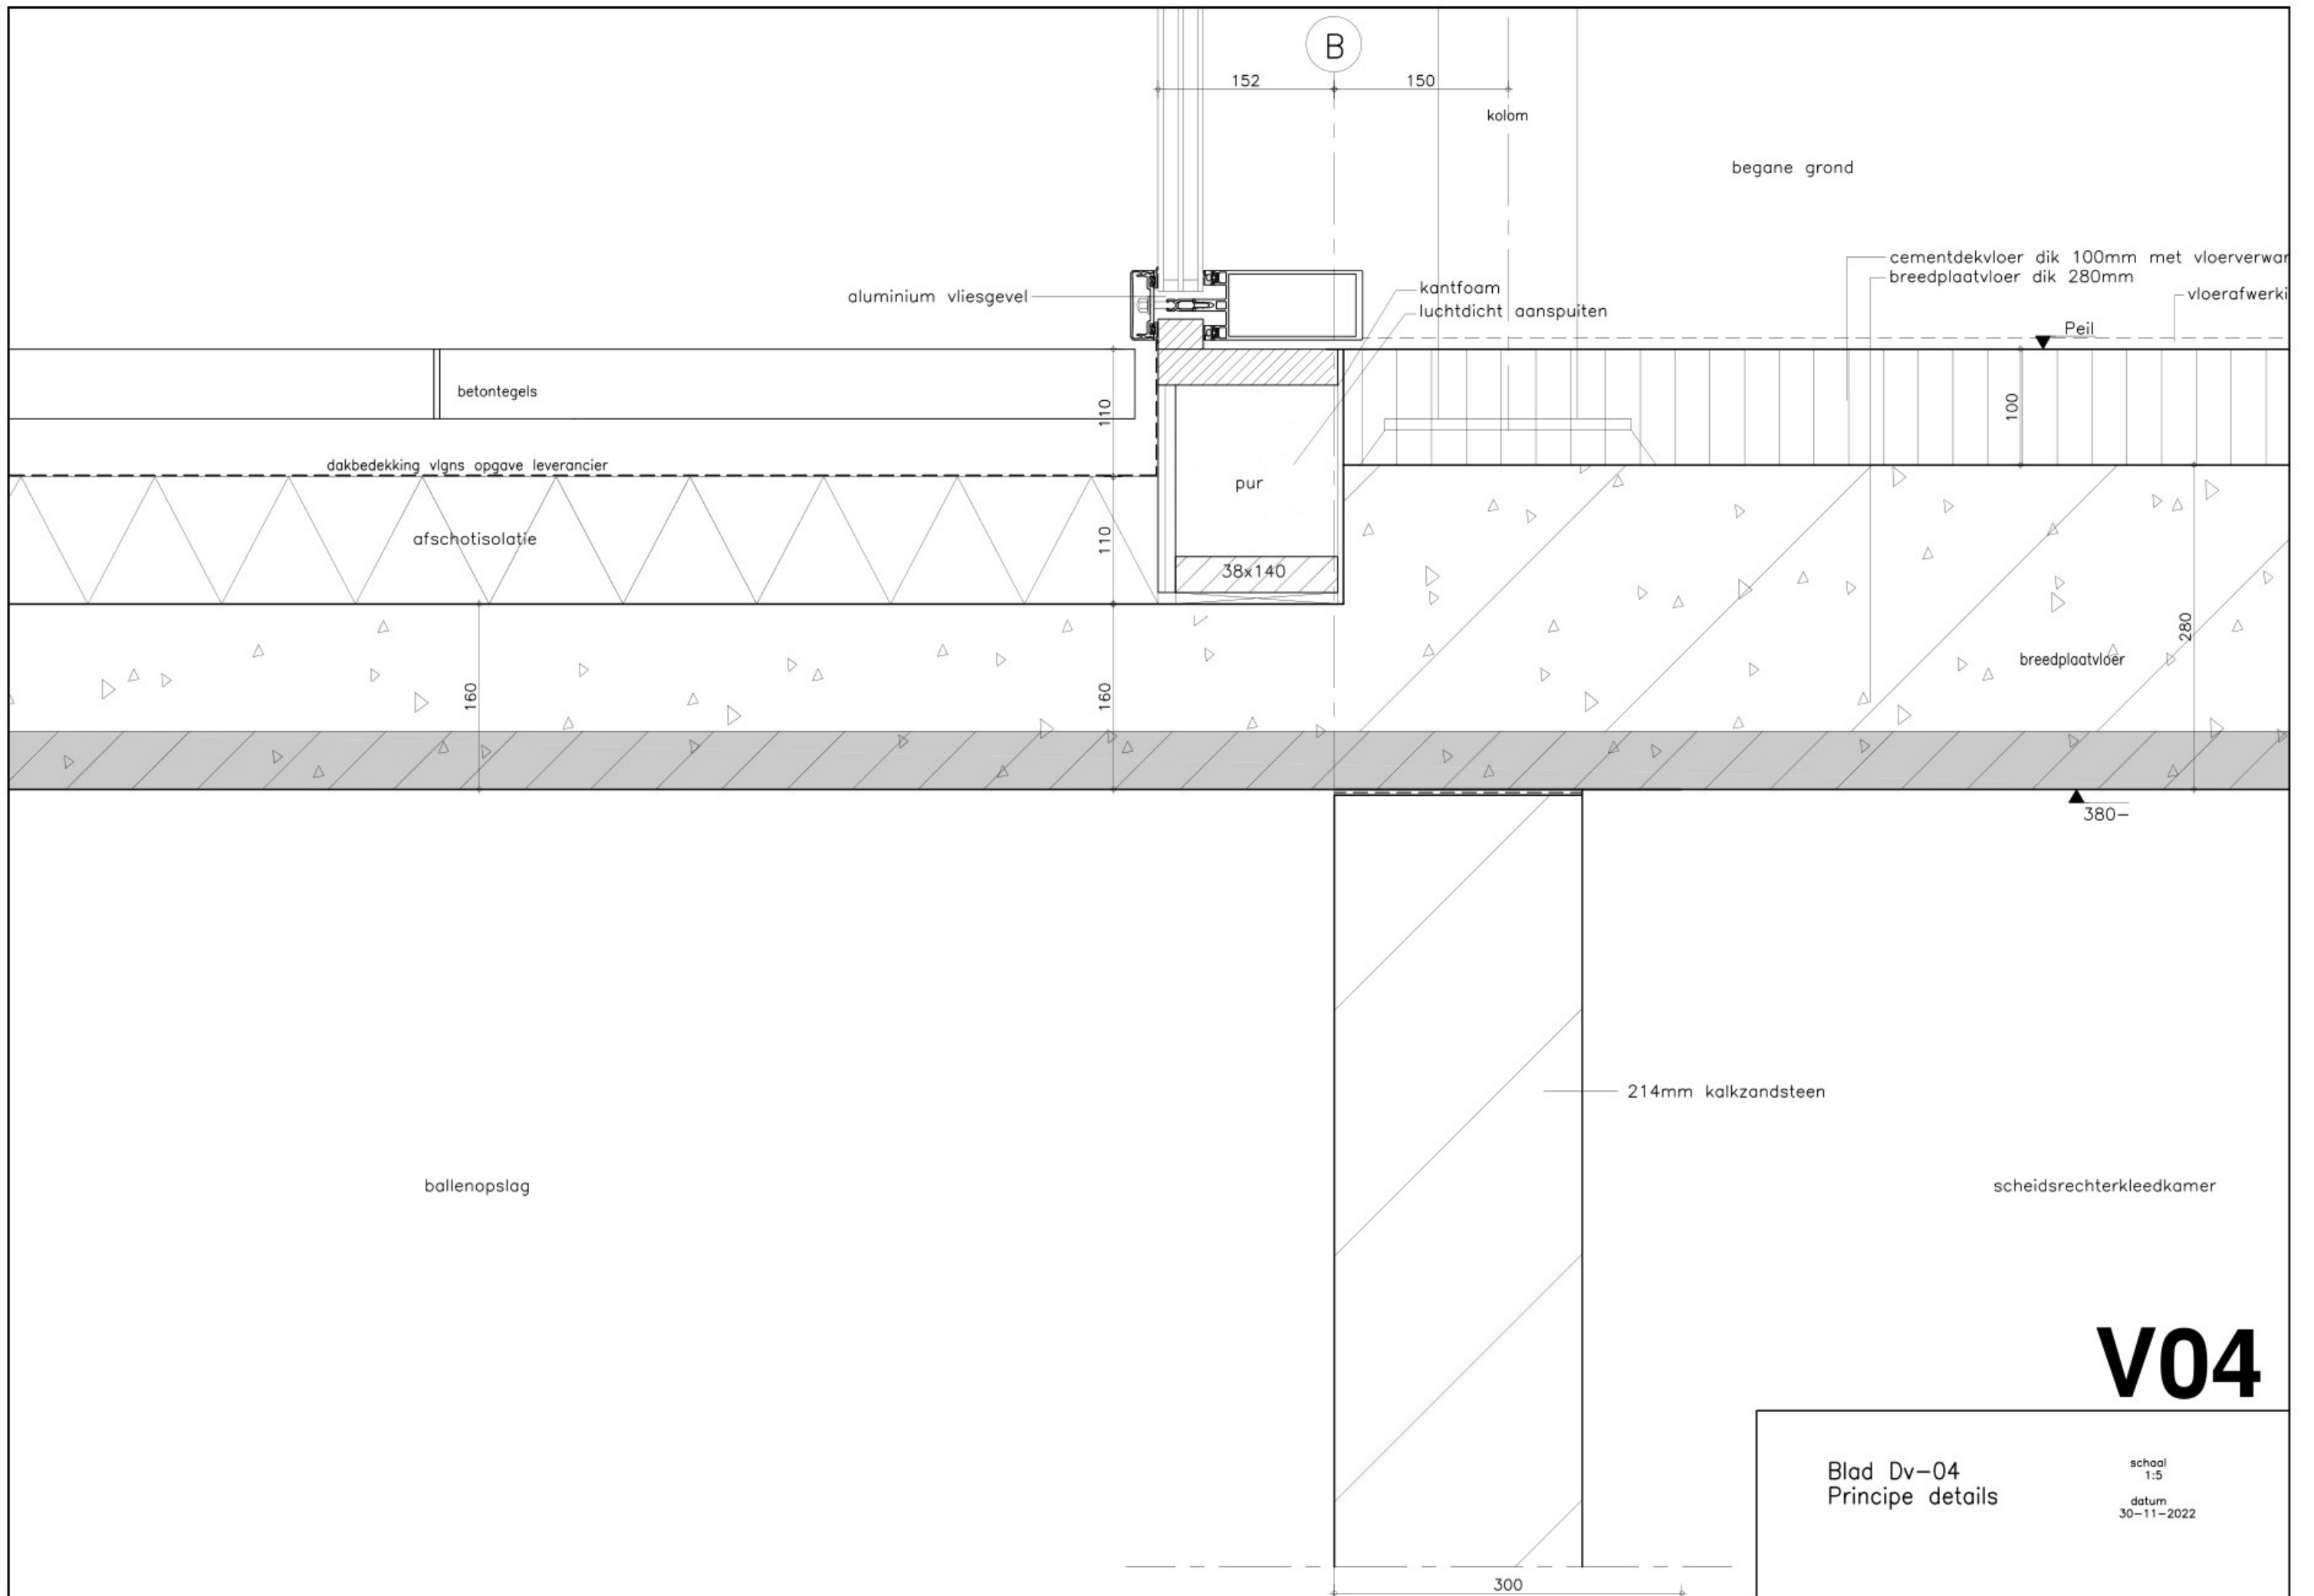 B
152
150
kolom
begane grond
cementdekvloer dik 100mm met vloerverwar
breedplaatvloer dik 280mm
vloerafwerki
aluminium vliesgevel
kantfoam
luchtdicht aanspuiten
Peil
betontegels
110
100
dakbedekking vlgns opgave leverancier
pur
afschotisolatie
110
38x140
280
breedplaatvloer
160
160
380-
214mm kalkzandsteen
ballenopslag
scheidsrechterkleedkamer
V04
Blad Dv-04
Principe details
schaal
1:5
datum
30-11-2022
300